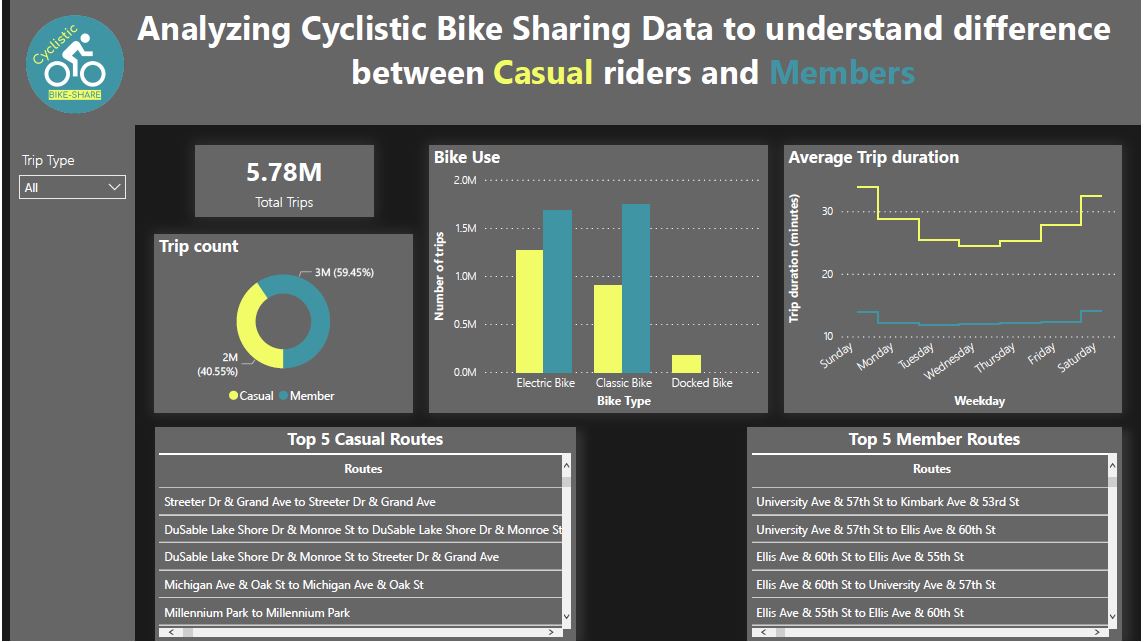 Analyzing Cyclistic Bike Sharing Data to understand difference
between Casual riders and Members
Cyclistic
BIKE-SHARE
Trip Type
All
5.78M
Total Trips
Trip count
3M (59.45%)
2M
(40.55%)
Casual Member
Bike Use
2.0M
1.5M
1.0M
0.5M
0.0M
Number of trips
Electric Bike Classic Bike Docked Bike
Bike Type
Average Trip duration
30
20
10
Trip duration (minutes)
Sunday Monday Tuesday Wednesday Thursday Friday Saturday
Weekday
Top 5 Casual Routes
Routes
Streeter Dr & Grand Ave to Streeter Dr & Grand Ave
DuSable Lake Shore Dr & Monroe St to DuSable Lake Shore Dr & Monroe St
DuSable Lake Shore Dr & Monroe St to Streeter Dr & Grand Ave
Michigan Ave & Oak St to Michigan Ave & Oak St
Millennium Park to Millennium Park
Top 5 Member Routes
Routes
University Ave & 57th St to Kimbark Ave & 53rd St
University Ave & 57th St to Ellis Ave & 60th St
Ellis Ave & 60th St to Ellis Ave & 55th St
Ellis Ave & 60th St to University Ave & 57th St
Ellis Ave & 55th St to Ellis Ave & 60th St